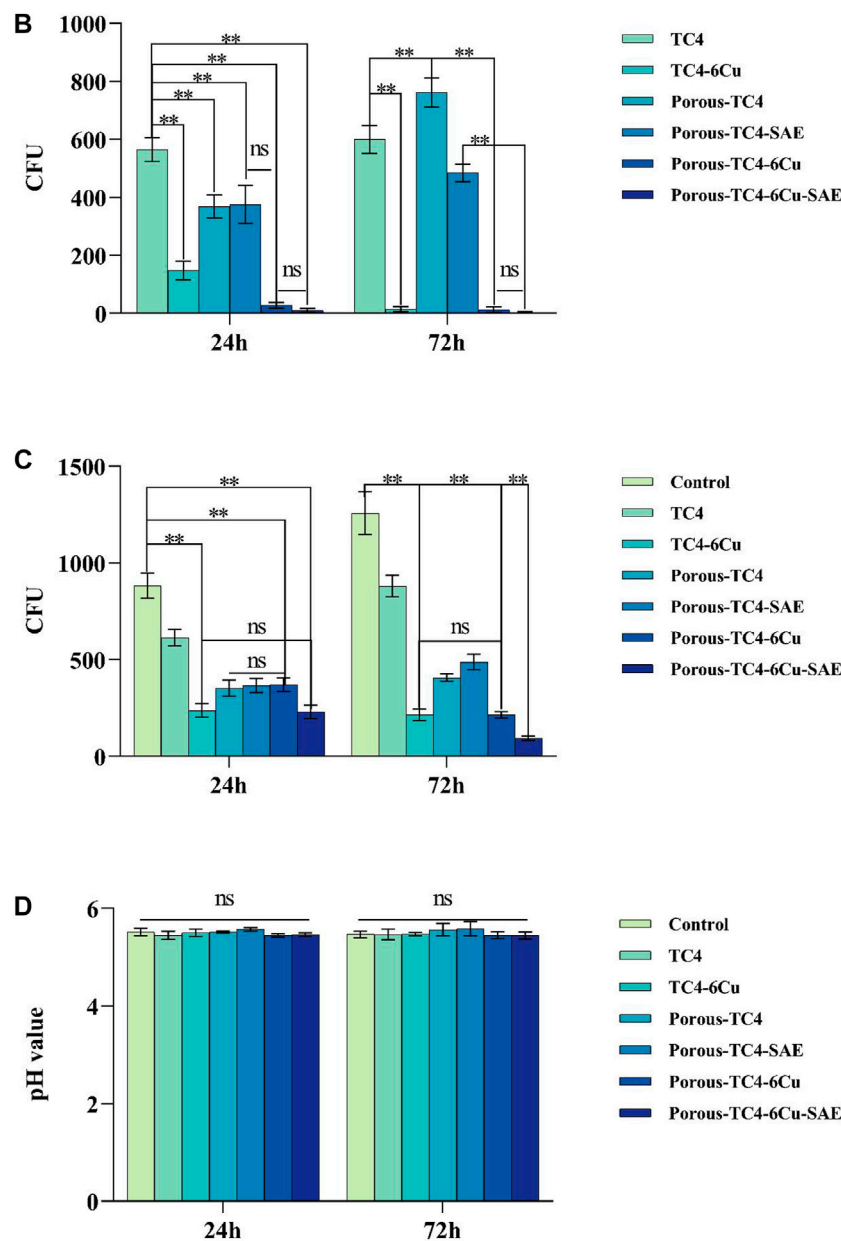 B
CFU
1000
800
600
400
200
0
**
**
**
**
**
ns
ns
**
**
**
**
ns
24h
72h
TC4
TC4-6Cu
Porous-TC4
Porous-TC4-SAE
Porous-TC4-6Cu
Porous-TC4-6Cu-SAE
C
CFU
1500
1000
500
0
**
**
**
ns
ns
**
**
**
ns
24h
72h
Control
TC4
TC4-6Cu
Porous-TC4
Porous-TC4-SAE
Porous-TC4-6Cu
Porous-TC4-6Cu-SAE
D
pH value
6
4
2
0
ns
ns
24h
72h
Control
TC4
TC4-6Cu
Porous-TC4
Porous-TC4-SAE
Porous-TC4-6Cu
Porous-TC4-6Cu-SAE